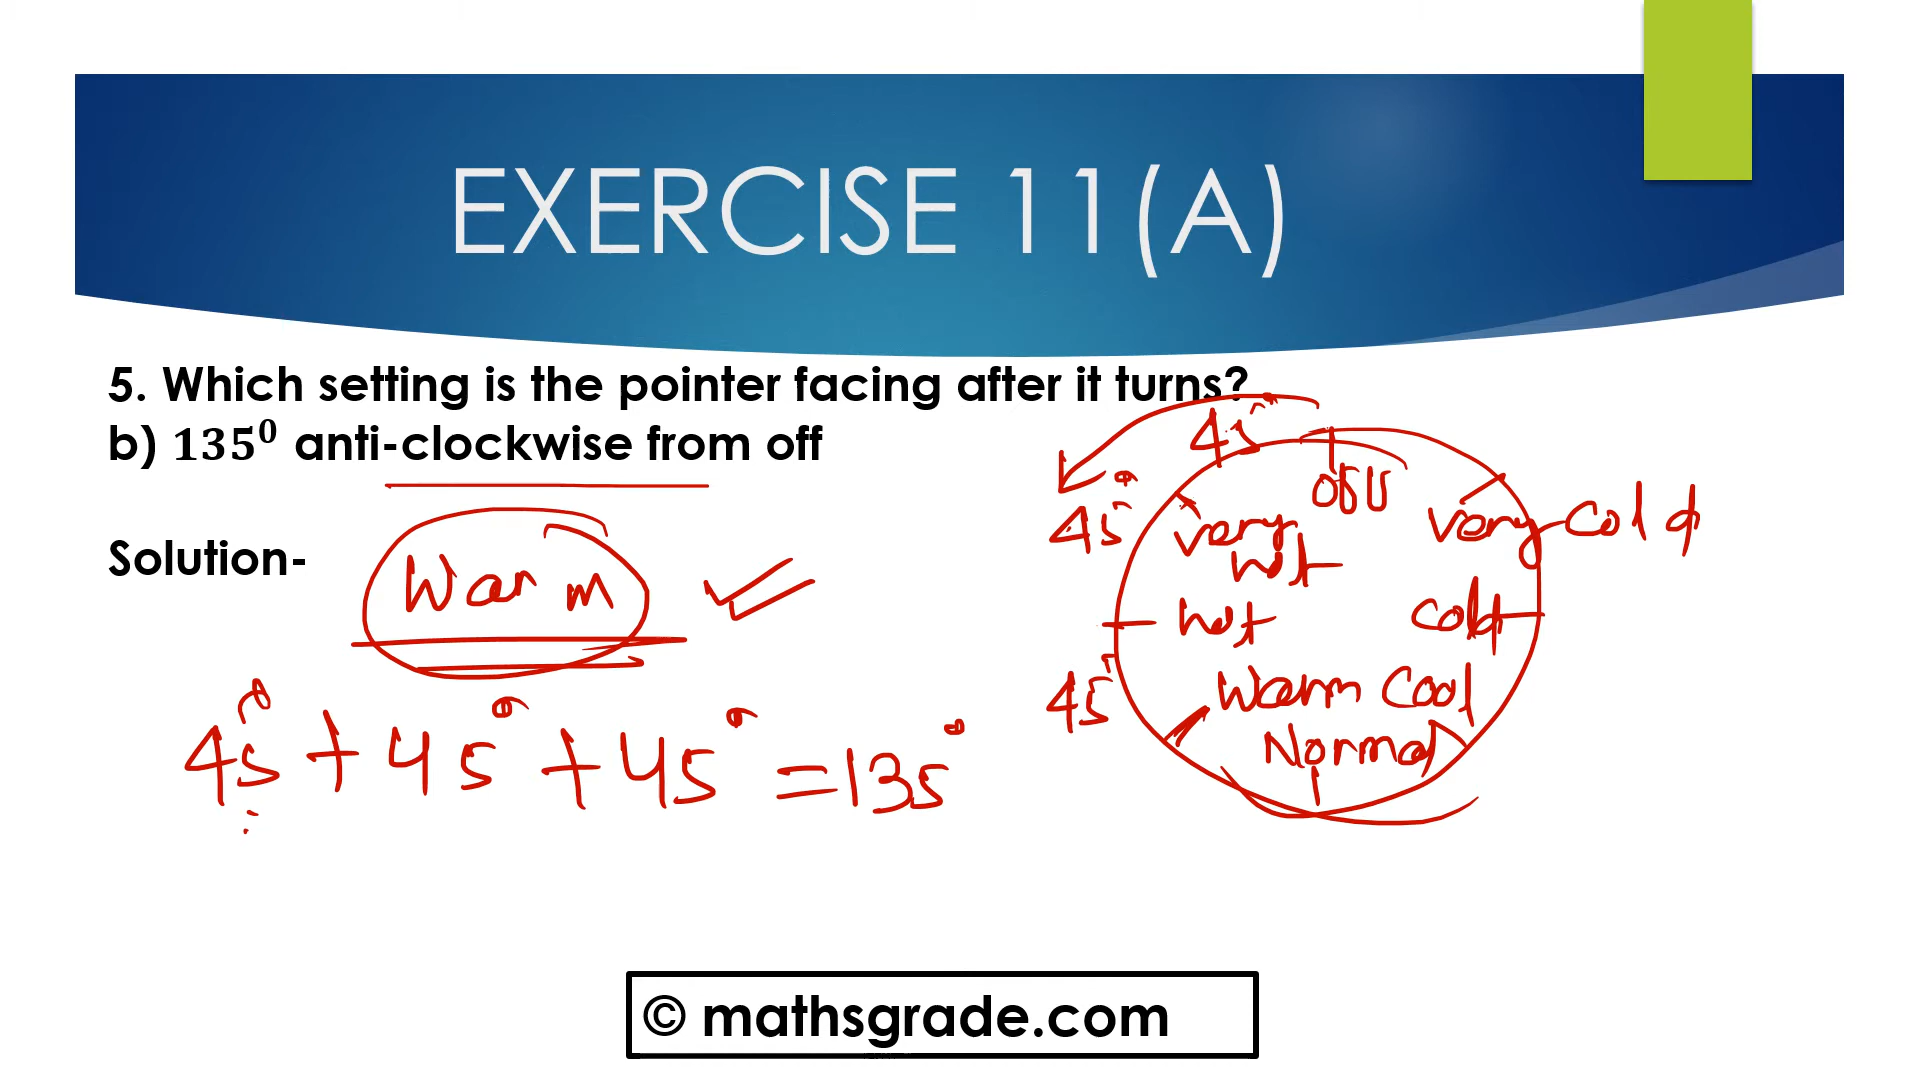 EXERCISE 11(A)
5. Which setting is the pointer facing after it turns?
b) 135⁰ anti-clockwise from off
Solution-
Warm
45° + 45° + 45° = 135°
45°
45°
45°
off
very cold
cold
cool
Normal
warm
hot
very hot
© mathsgrade.com